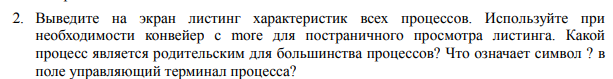 2. Выведите на экран листинг характеристик всех процессов. Используйте при
необходимости конвейер с more для постраничного просмотра листинга. Какой
процесс является родительским для большинства процессов? Что означает символ ? в
поле управляющий терминал процесса?